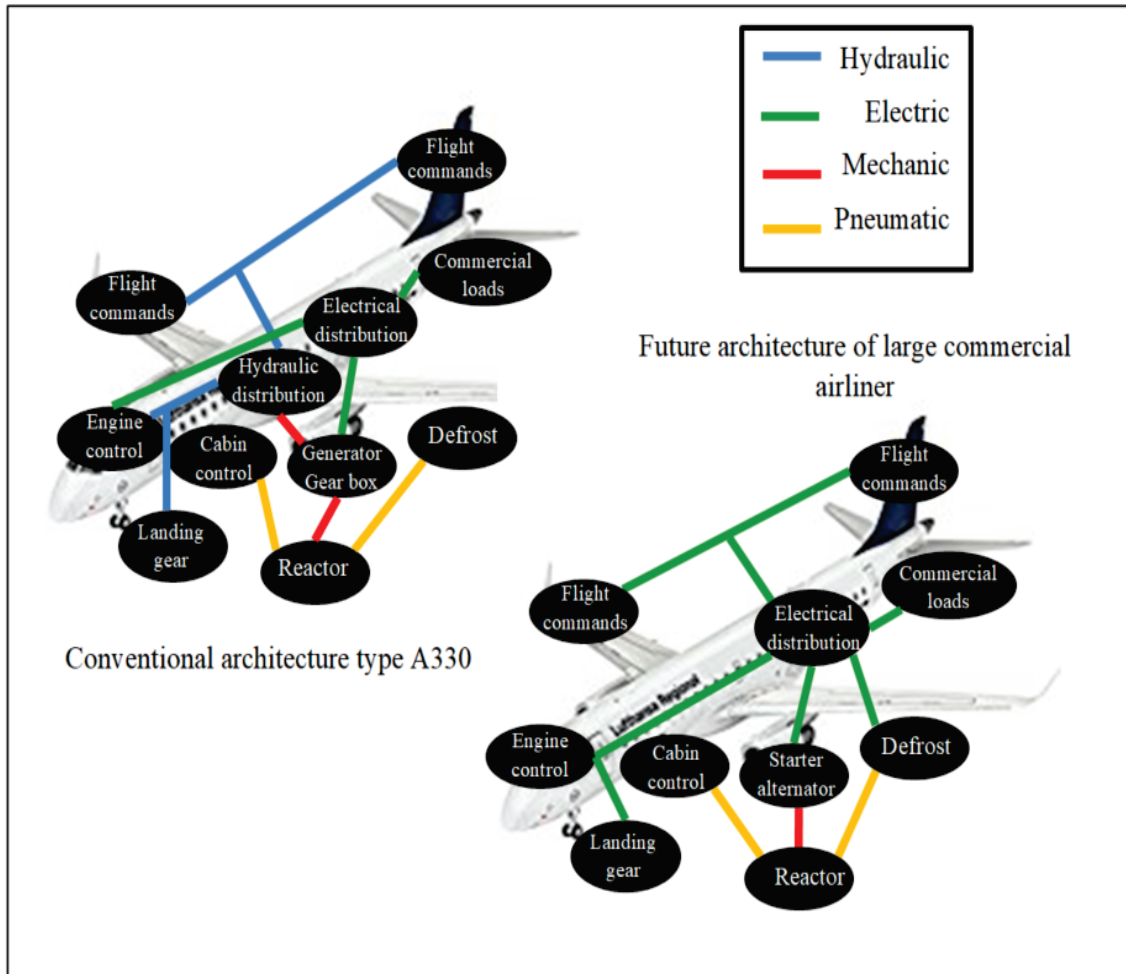 Hydraulic
Electric
Mechanic
Pneumatic
Flight
commands
Commercial
loads
Flight
commands
Electrical
distribution
Hydraulic
distribution
Engine
control
Cabin
control
Generator
Gear box
Defrost
Landing
gear
Reactor
Conventional architecture type A330
Future architecture of large commercial
airliner
Flight
commands
Commercial
loads
Flight
commands
Electrical
distribution
Lufthansa Regional
Engine
control
Cabin
control
Starter
alternator
Defrost
Landing
gear
Reactor